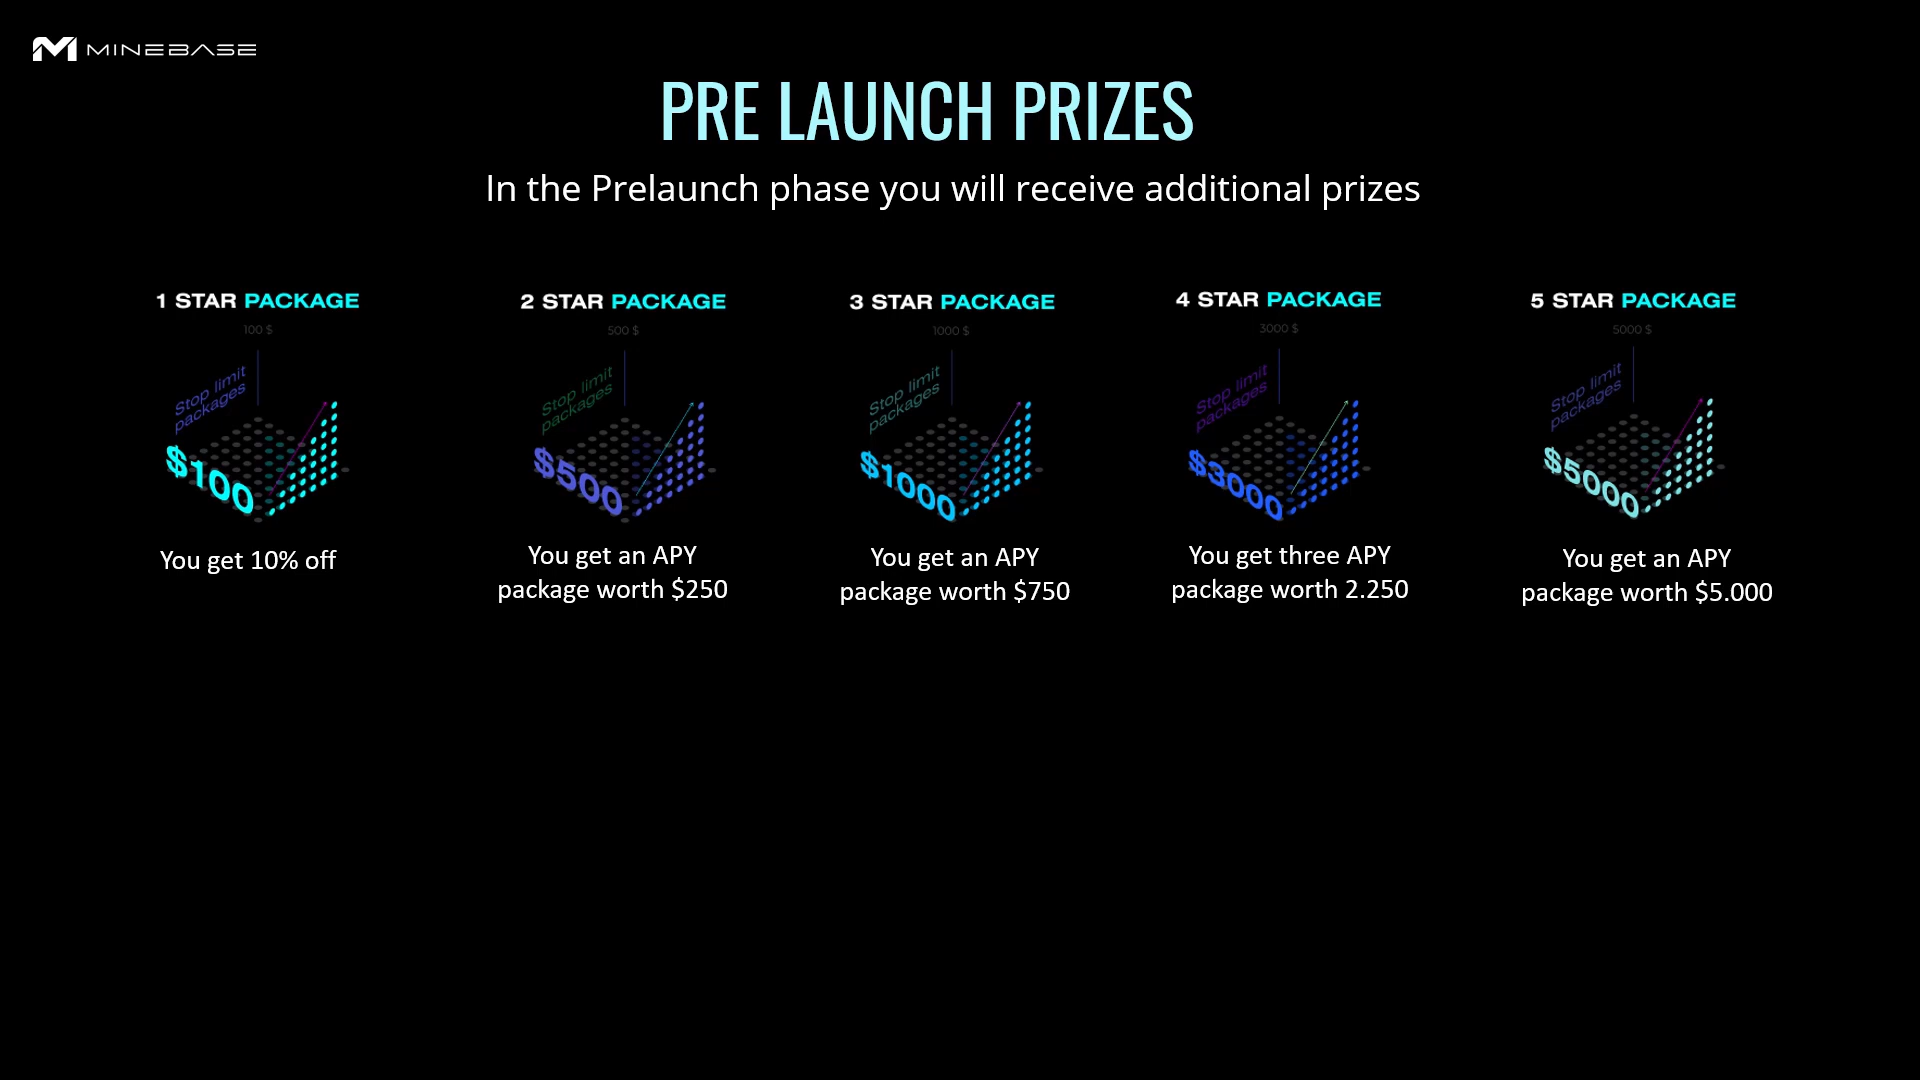 MINEBASE
PRE LAUNCH PRIZES
In the Prelaunch phase you will receive additional prizes
1 STAR PACKAGE
100 $
Stop limit
packages
$100
You get 10% off
2 STAR PACKAGE
500 $
Stop limit
packages
$500
You get an APY
package worth $250
3 STAR PACKAGE
1000 $
Stop limit
packages
$1000
You get an APY
package worth $750
4 STAR PACKAGE
3000 $
Stop limit
packages
$3000
You get three APY
package worth 2.250
5 STAR PACKAGE
5000 $
Stop limit
packages
$5000
You get an APY
package worth $5.000